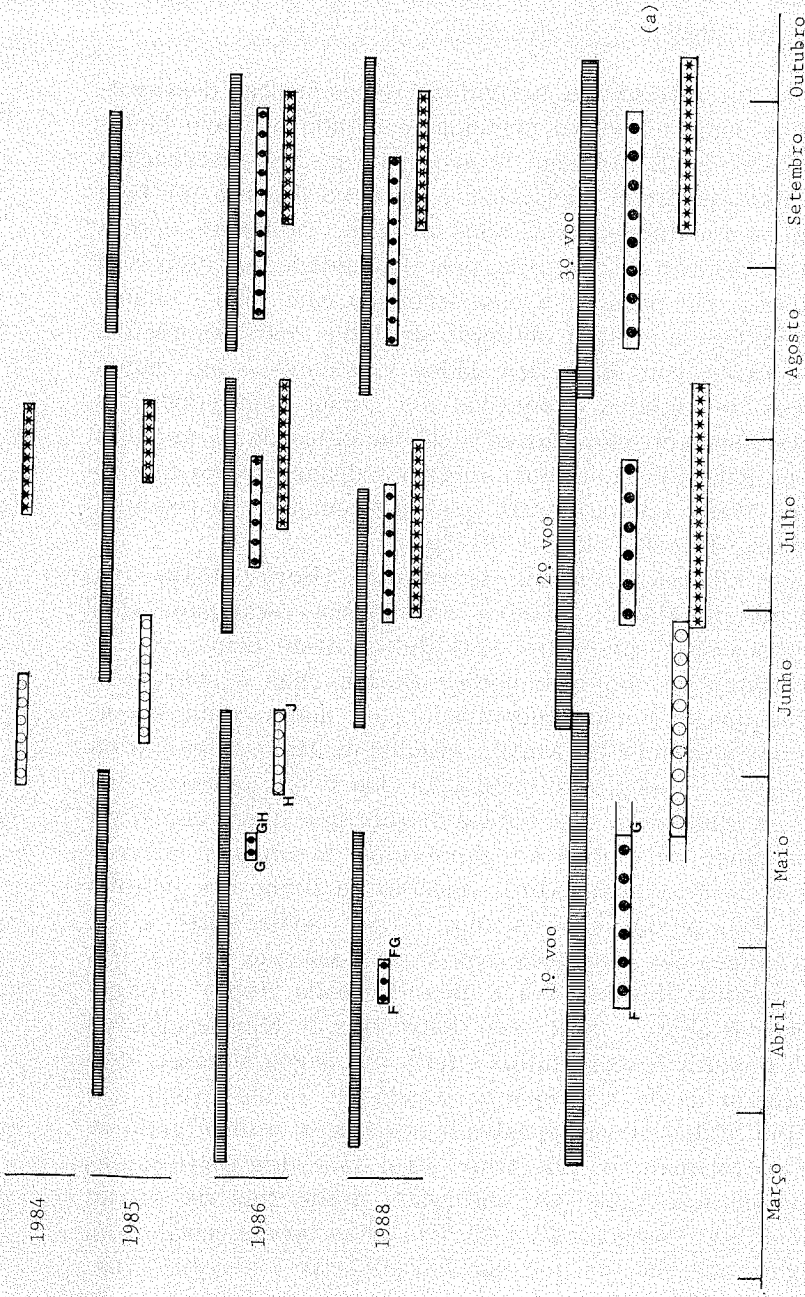 1984
1985
1986
G GH
H J
1988
F FG
1º voo 2º voo 3º voo
F G
(a)
Março Abril Maio Junho Julho Agosto Setembro Outubro